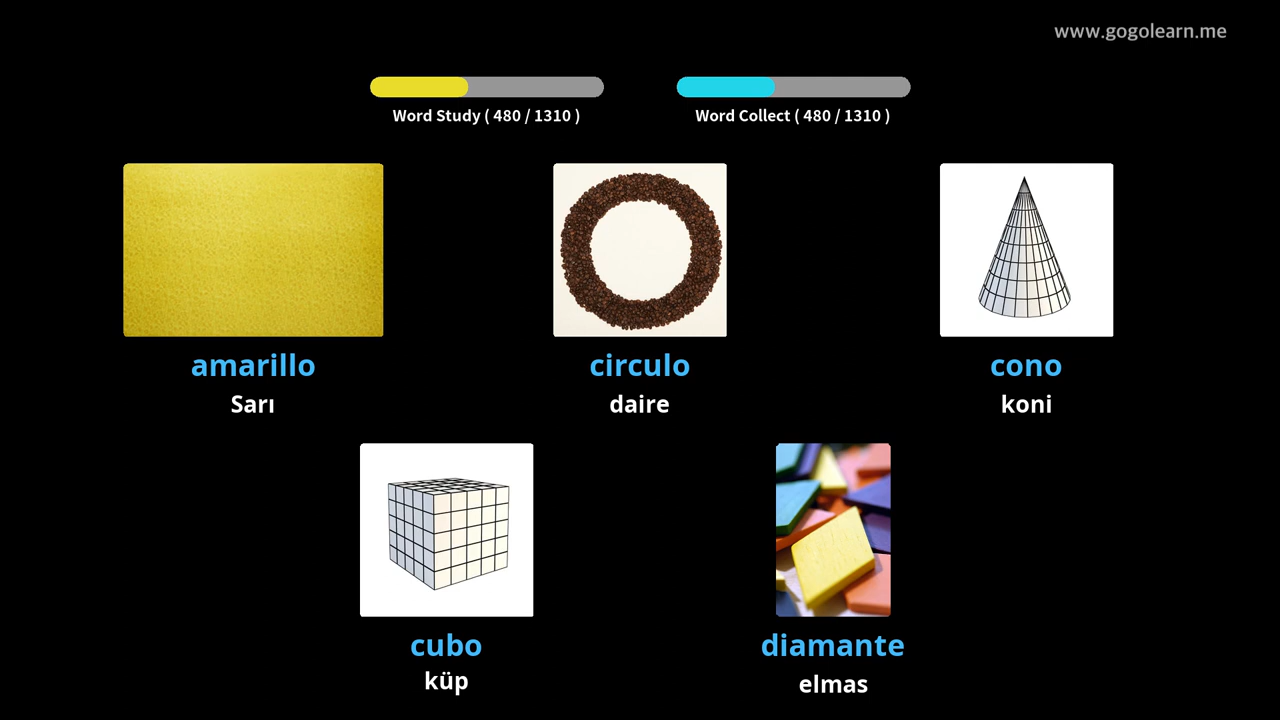 www.gogolearn.me
Word Study ( 480 / 1310 )
Word Collect ( 480 / 1310 )
amarillo
Sarı
circulo
daire
cono
koni
cubo
küp
diamante
elmas